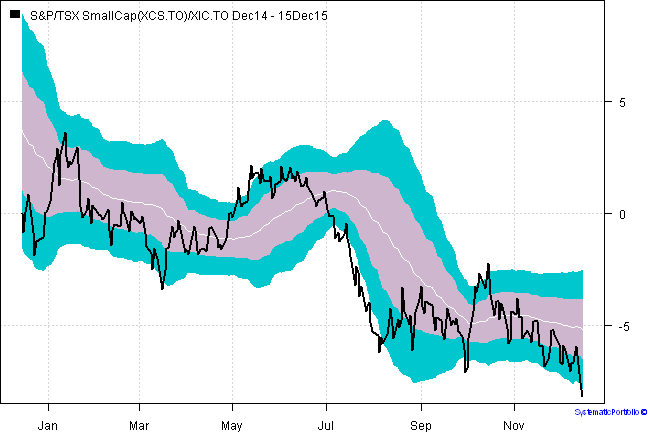 S&P/TSX SmallCap(XCS.TO)/XIC.TO Dec14 - 15Dec15
5
0
-5
Jan Mar May Jul Sep Nov
SystematicPortfolio ©